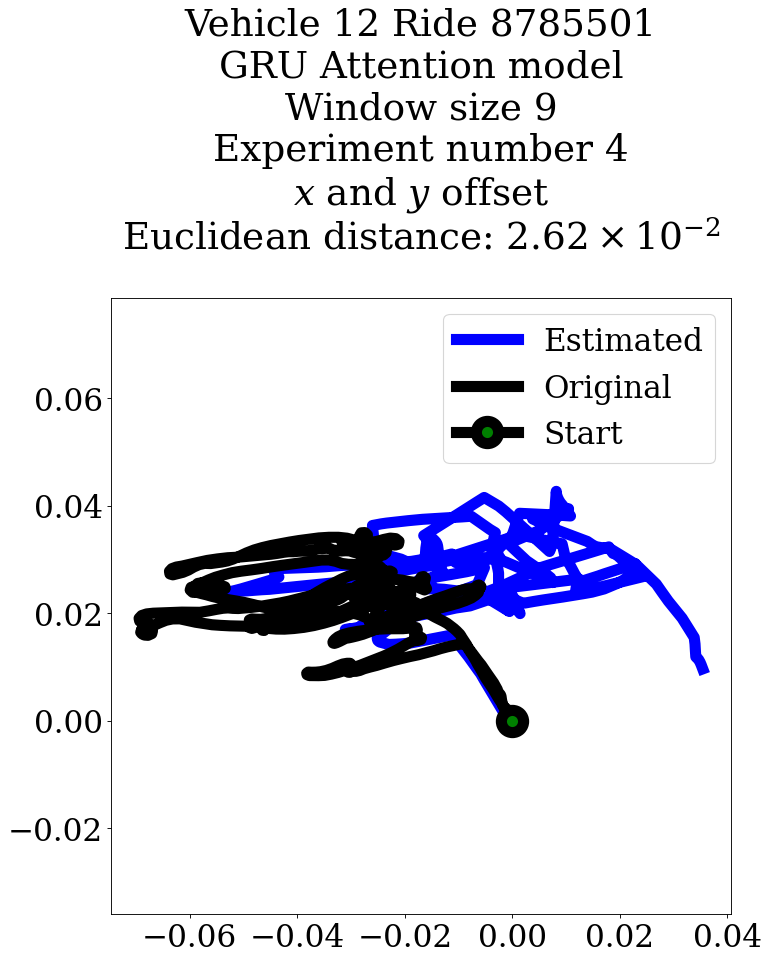 Vehicle 12 Ride 8785501
GRU Attention model
Window size 9
Experiment number 4
x and y offset
Euclidean distance: 2.62 × 10⁻²
Estimated
Original
Start
0.06
0.04
0.02
0.00
−0.02
−0.06 −0.04 −0.02 0.00 0.02 0.04